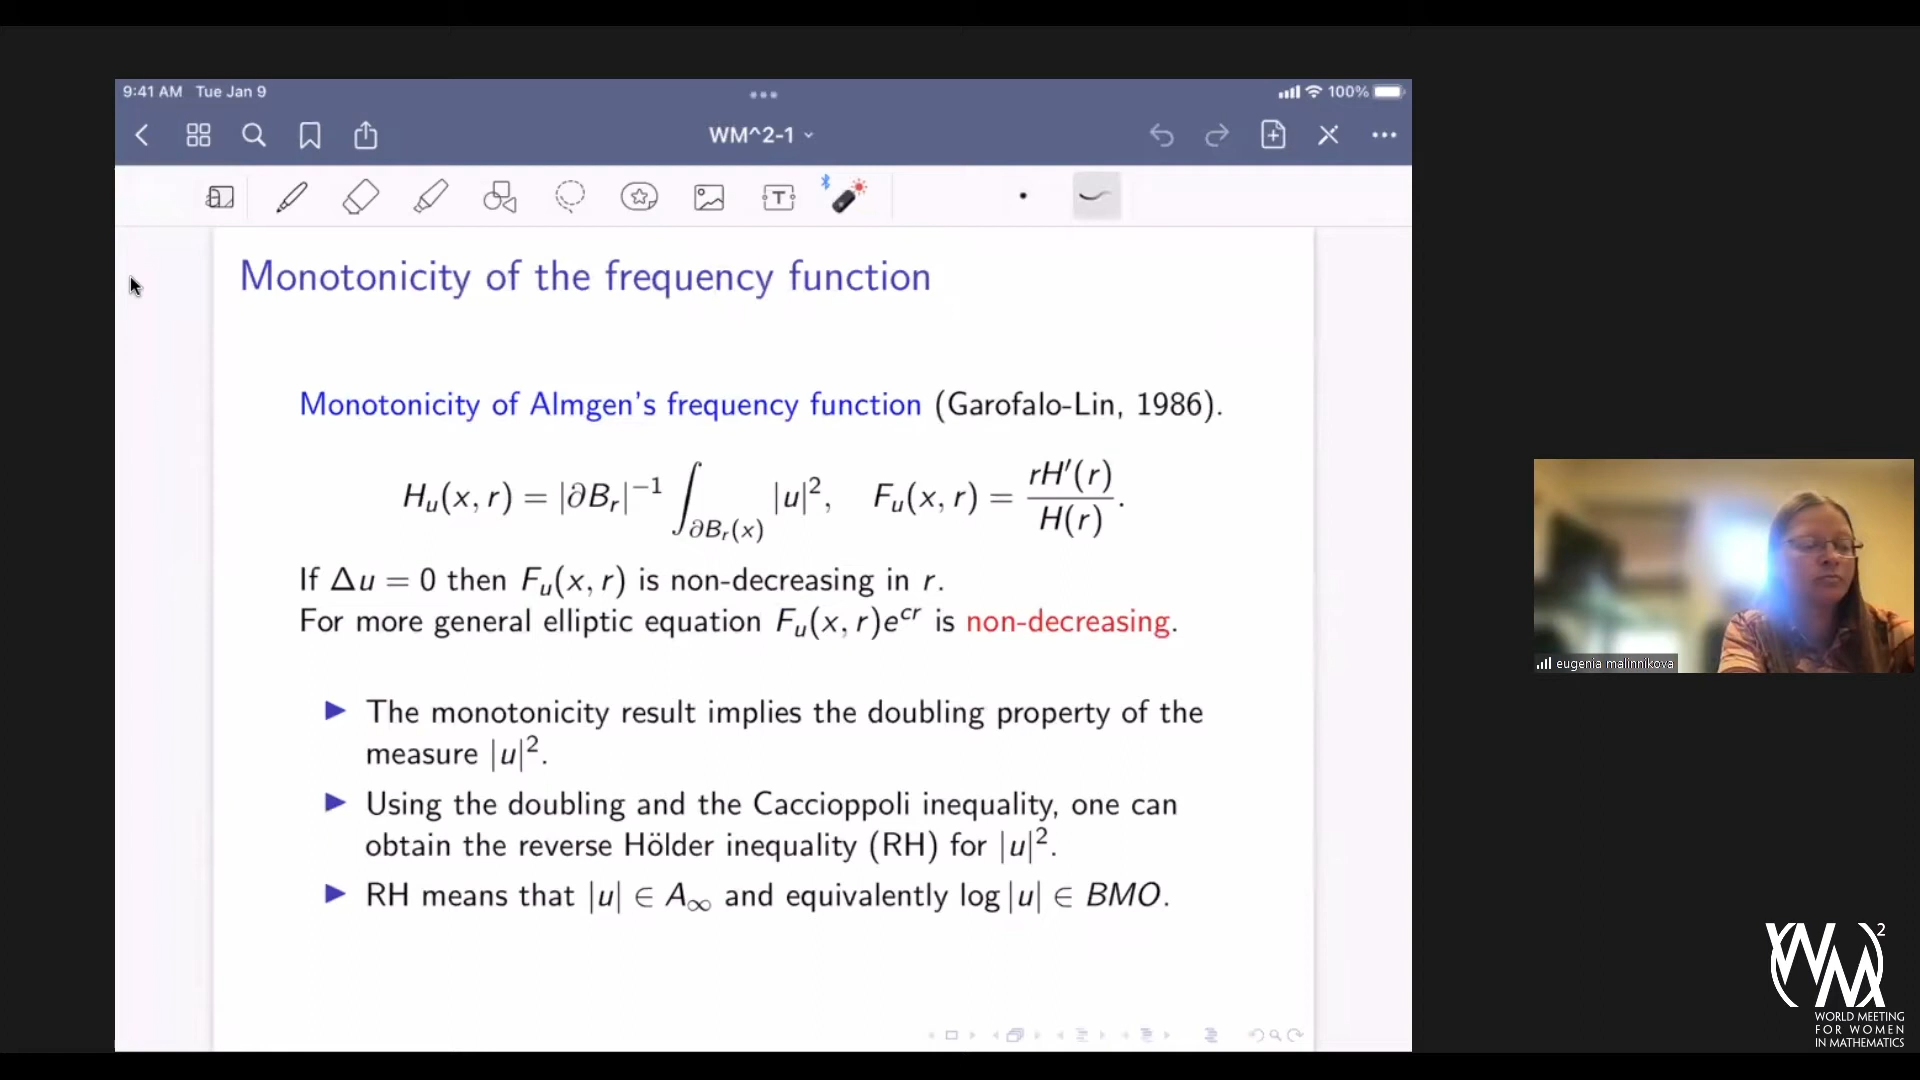 9:41 AM Tue Jan 9
100%
WM^2-1
T
Monotonicity of the frequency function
Monotonicity of Almgen's frequency function (Garofalo-Lin, 1986).
H_u(x, r) = |∂B_r|^{-1} ∫_{∂B_r(x)} |u|^2, F_u(x, r) = rH′(r) / H(r).
If Δu = 0 then F_u(x, r) is non-decreasing in r.
For more general elliptic equation F_u(x, r)e^{cr} is non-decreasing.
The monotonicity result implies the doubling property of the
measure |u|^2.
Using the doubling and the Caccioppoli inequality, one can
obtain the reverse Hölder inequality (RH) for |u|^2.
RH means that |u| ∈ A_∞ and equivalently log |u| ∈ BMO.
eugenia malinnikova
WM 2
WORLD MEETING
FOR WOMEN
IN MATHEMATICS